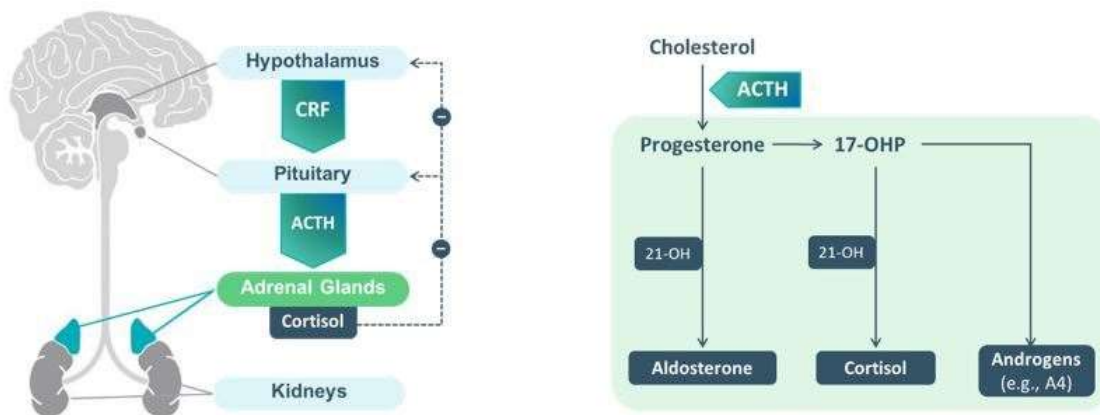 Hypothalamus
CRF
Pituitary
ACTH
Adrenal Glands
Cortisol
Kidneys
Cholesterol
ACTH
Progesterone
17-OHP
21-OH
21-OH
Aldosterone
Cortisol
Androgens
(e.g., A4)